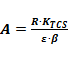 A = R·K_TCS / ε·β